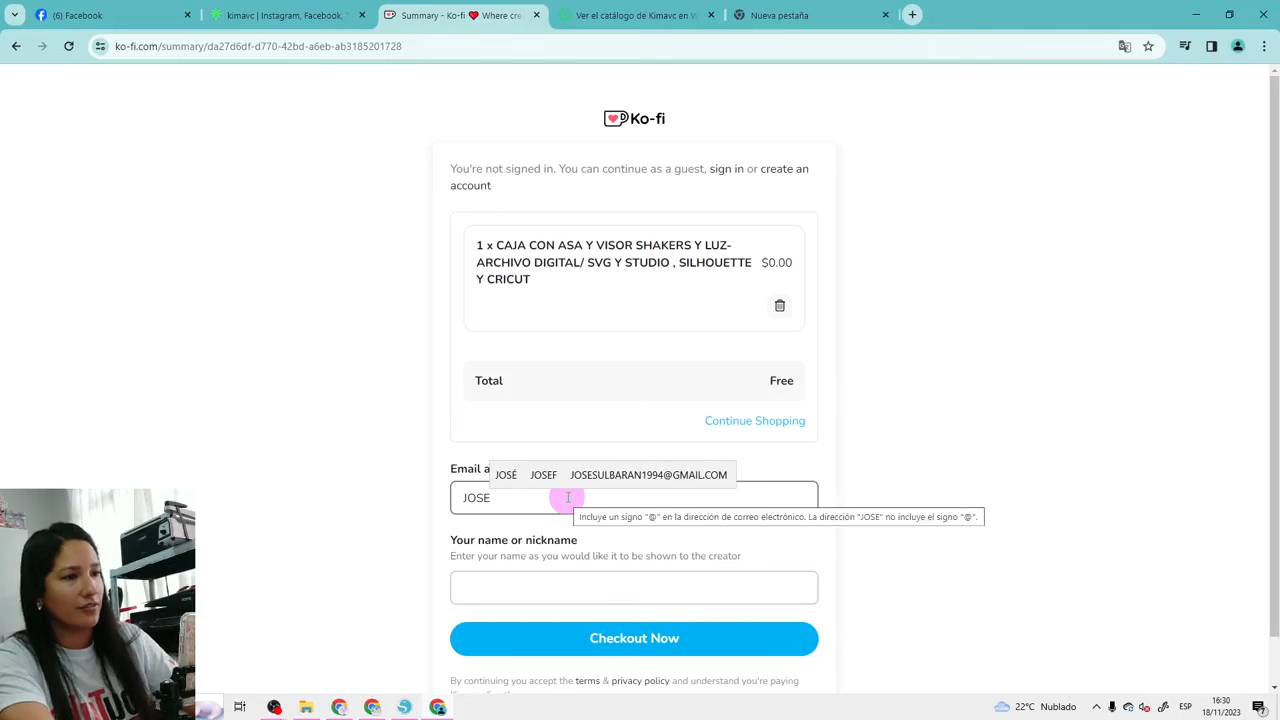 (1) Facebook
kimavc | Instagram, Facebook,
Summary - Ko-fi ❤️ Where cre
Ver el catálogo de Kimavc en W
Nueva pestaña
ko-fi.com/summary/da27d6df-d770-42bd-a6eb-ab3185201728
Ko-fi
You're not signed in. You can continue as a guest, sign in or create an
account
1 x CAJA CON ASA Y VISOR SHAKERS Y LUZ-
ARCHIVO DIGITAL/ SVG Y STUDIO , SILHOUETTE
Y CRICUT
$0.00
Total
Free
Continue Shopping
Email a
JOSÉ JOSEF JOSESULBARAN1994@GMAIL.COM
JOSE
Incluye un signo "@" en la dirección de correo electrónico. La dirección "JOSE" no incluye el signo "@".
Your name or nickname
Enter your name as you would like it to be shown to the creator
Checkout Now
By continuing you accept the terms & privacy policy and understand you're paying
22°C Nublado
ESP
16:30
18/11/2023